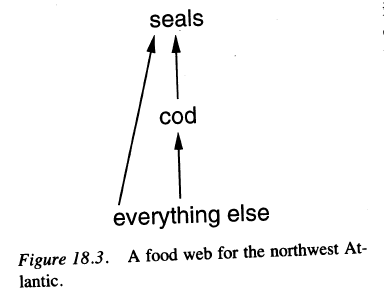 seals
cod
everything else
Figure 18.3. A food web for the northwest At-
lantic.